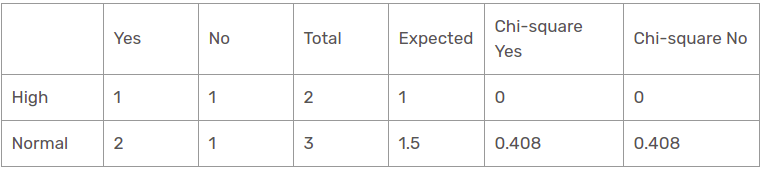 Yes No Total Expected Chi-square Yes Chi-square No
High 1 1 2 1 0 0
Normal 2 1 3 1.5 0.408 0.408